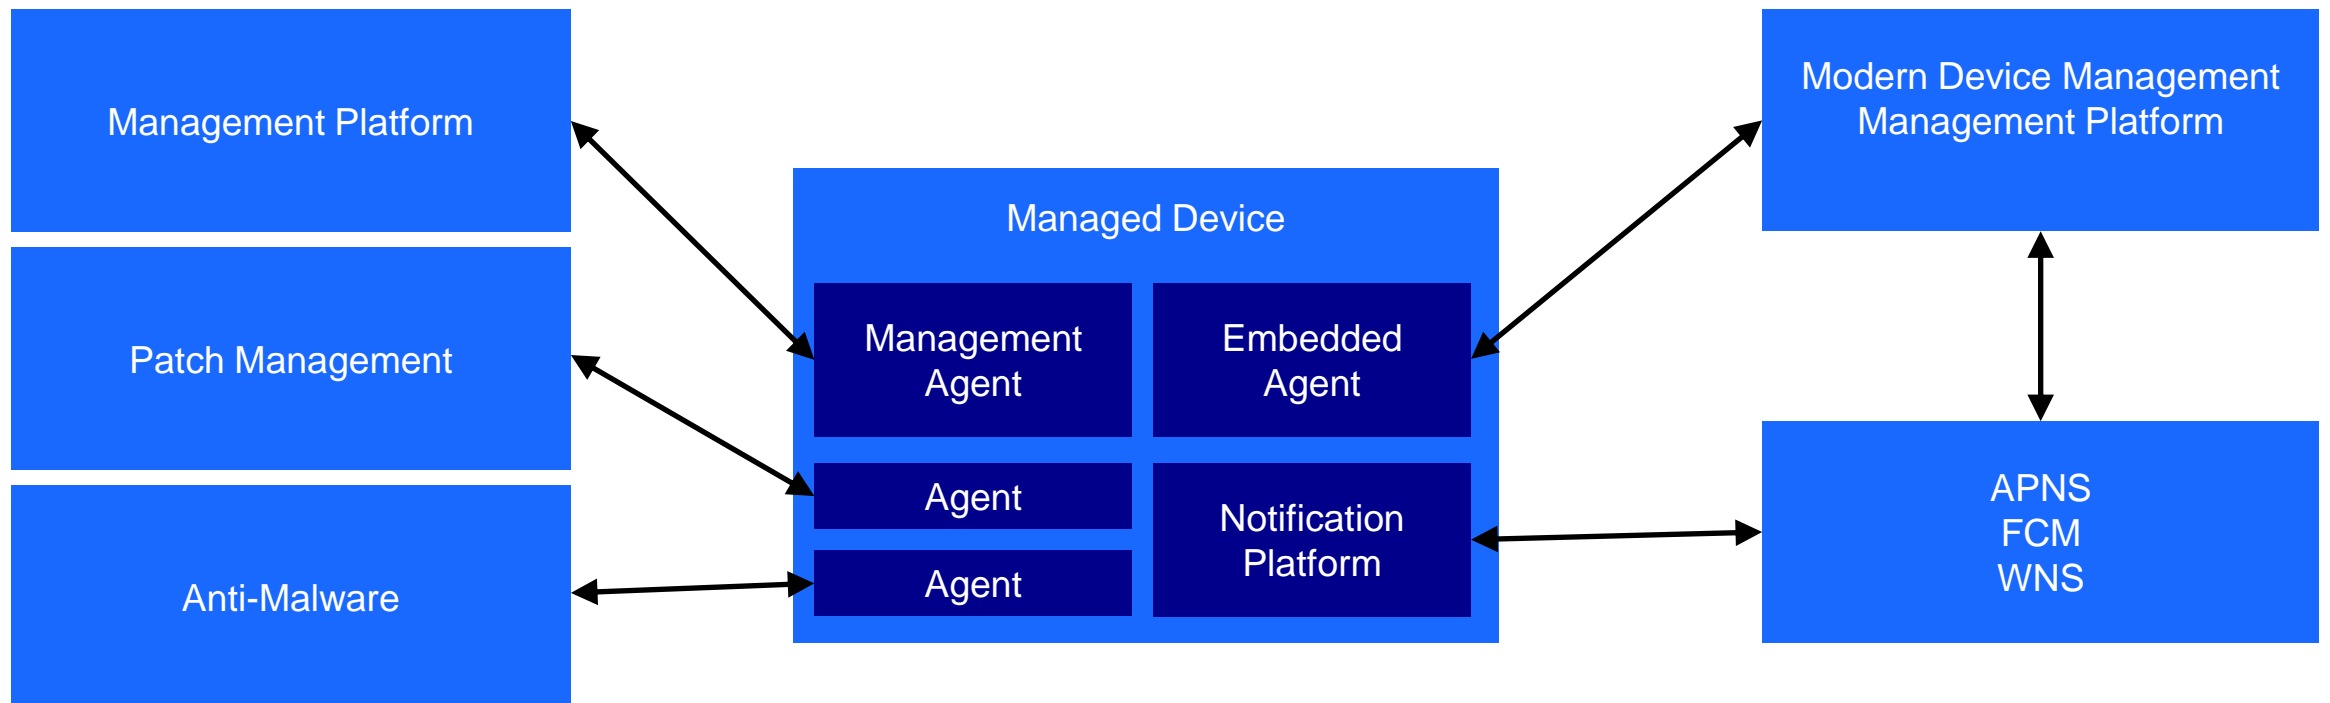 Management Platform
Patch Management
Anti-Malware
Managed Device
Management
Agent
Embedded
Agent
Agent
Agent
Notification
Platform
Modern Device Management
Management Platform
APNS
FCM
WNS